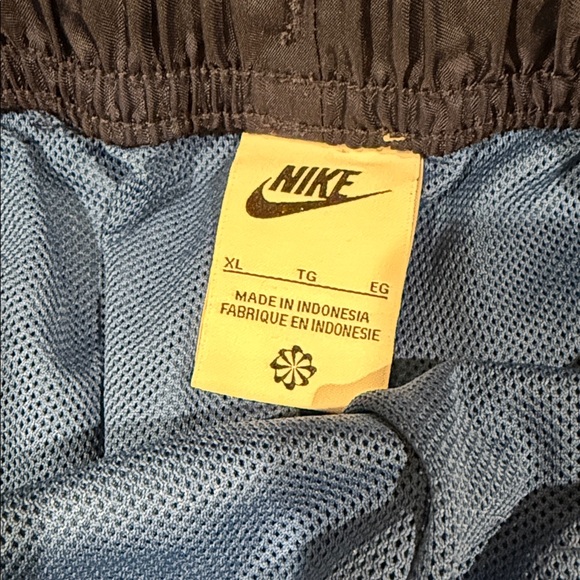 NIKE
XL TG EG
MADE IN INDONESIA
FABRIQUE EN INDONESIE